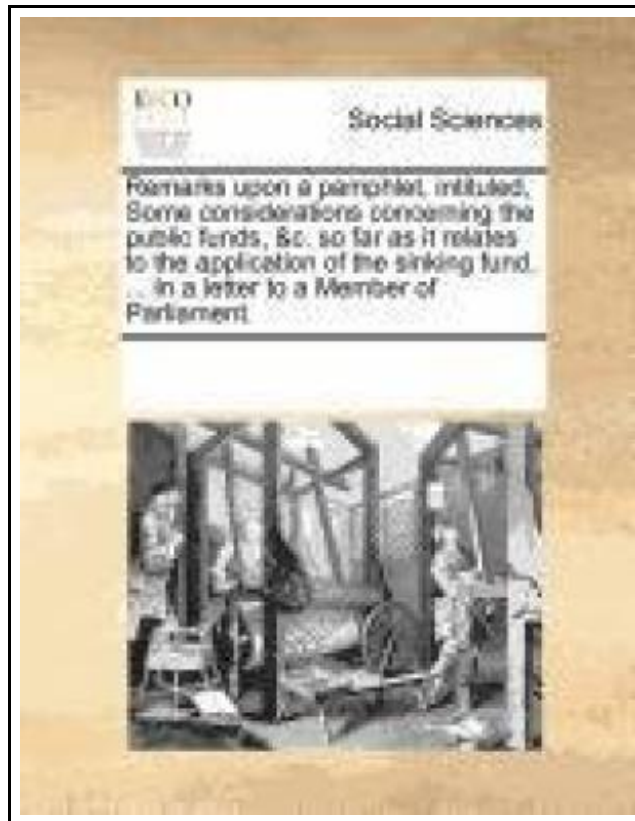 ECCO
Social Sciences
Remarks upon a pamphlet, intituled,
Some considerations concerning the
public funds, &c. so far as it relates
to the application of the sinking fund.
... In a letter to a Member of
Parliament.